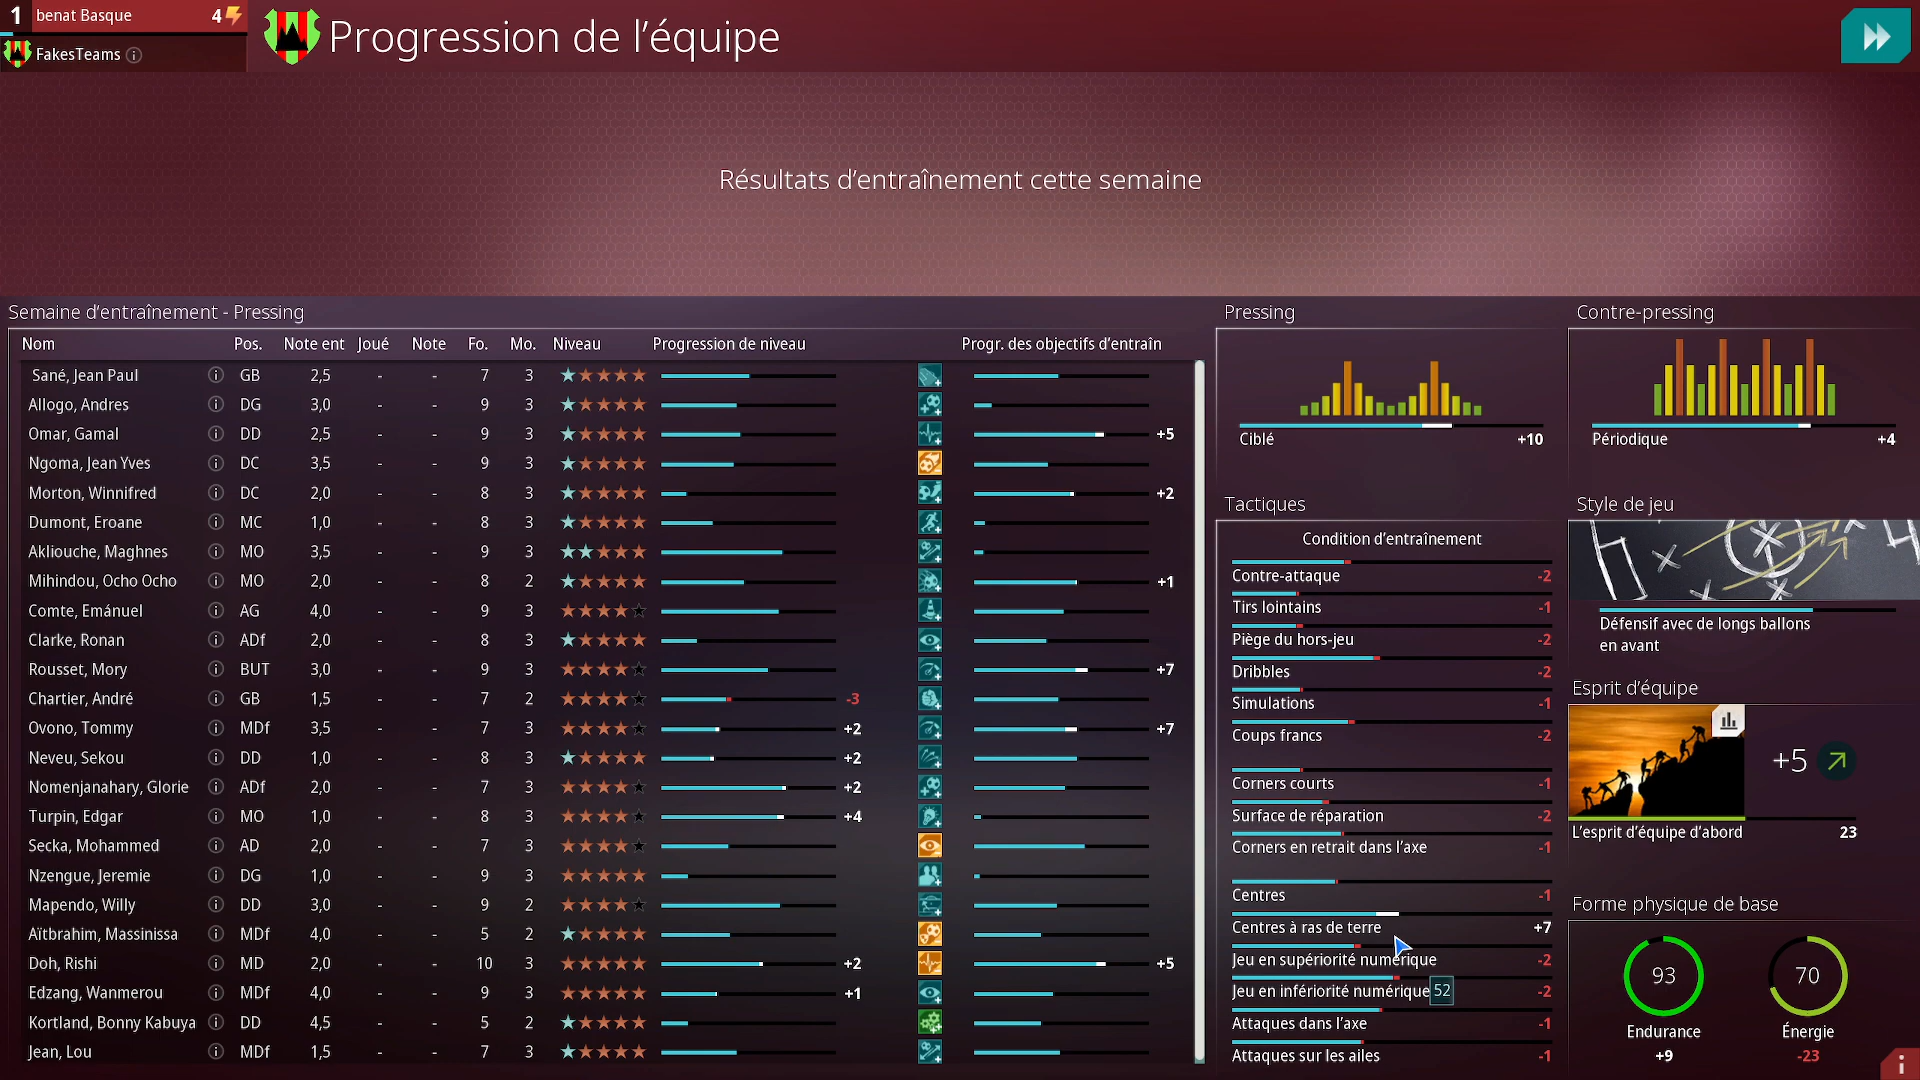 1 benat Basque 4
FakesTeams
Progression de l'équipe
Résultats d'entraînement cette semaine
Semaine d'entraînement - Pressing
Nom Pos. Note ent Joué Note Fo. Mo. Niveau Progression de niveau Progr. des objectifs d'entraîn
Sané, Jean Paul GB 2,5 - - 7 3
Allogo, Andres DG 3,0 - - 9 3
Omar, Gamal DD 2,5 - - 9 3 +5
Ngoma, Jean Yves DC 3,5 - - 9 3
Morton, Winnifred DC 2,0 - - 8 3 +2
Dumont, Eroane MC 1,0 - - 8 3
Akliouche, Maghnes MO 3,5 - - 9 3
Mihindou, Ocho Ocho MO 2,0 - - 8 2 +1
Comte, Emánuel AG 4,0 - - 9 3
Clarke, Ronan ADf 2,0 - - 8 3
Rousset, Mory BUT 3,0 - - 9 3 +7
Chartier, André GB 1,5 - - 7 2 -3
Ovono, Tommy MDf 3,5 - - 7 3 +2 +7
Neveu, Sekou DD 1,0 - - 8 3 +2
Nomenjanahary, Glorie ADf 2,0 - - 7 3 +2
Turpin, Edgar MO 1,0 - - 8 3 +4
Secka, Mohammed AD 2,0 - - 7 3
Nzengue, Jeremie DG 1,0 - - 9 3
Mapendo, Willy DD 3,0 - - 9 2
Aïtbrahim, Massinissa MDf 4,0 - - 5 2
Doh, Rishi MD 2,0 - - 10 3 +2 +5
Edzang, Wanmerou MDf 4,0 - - 9 3 +1
Kortland, Bonny Kabuya DD 4,5 - - 5 2
Jean, Lou MDf 1,5 - - 7 3
Pressing
Ciblé +10
Contre-pressing
Périodique +4
Tactiques
Condition d'entraînement
Contre-attaque -2
Tirs lointains -1
Piège du hors-jeu -2
Dribbles -2
Simulations -1
Coups francs -2
Corners courts -1
Surface de réparation -2
Corners en retrait dans l'axe -1
Centres -1
Centres à ras de terre +7
Jeu en supériorité numérique -2
Jeu en infériorité numérique 52 -2
Attaques dans l'axe -1
Attaques sur les ailes -1
Style de jeu
Défensif avec de longs ballons
en avant
Esprit d'équipe
+5
L'esprit d'équipe d'abord 23
Forme physique de base
93 70
Endurance Énergie
+9 -23